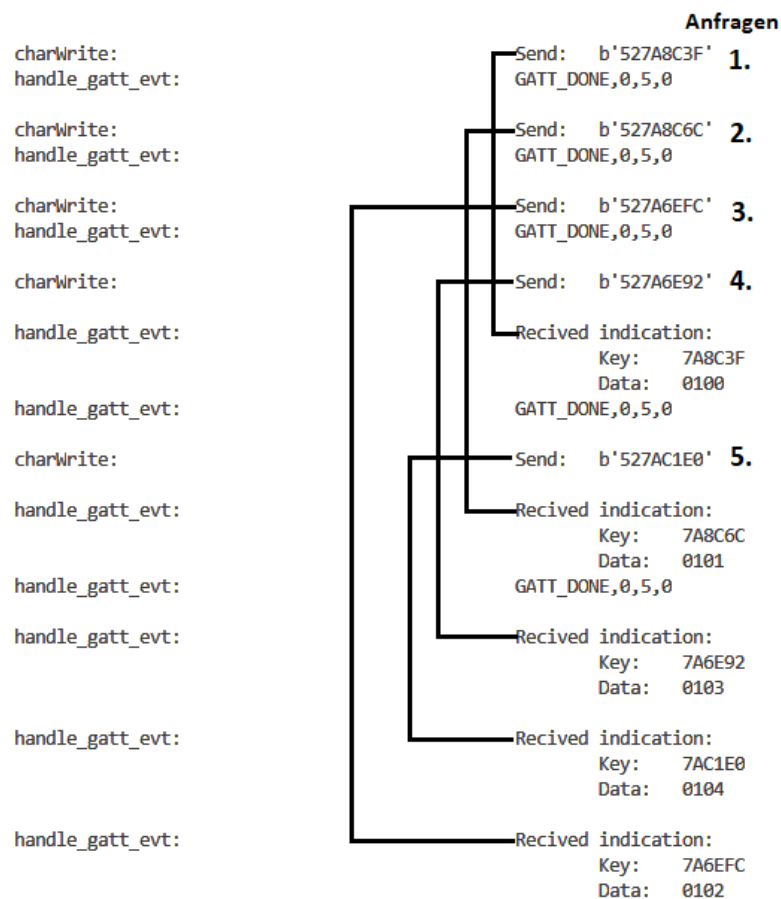 Anfragen
charWrite: Send: b'527A8C3F' 1.
handle_gatt_evt: GATT_DONE,0,5,0
charWrite: Send: b'527A8C6C' 2.
handle_gatt_evt: GATT_DONE,0,5,0
charWrite: Send: b'527A6EFC' 3.
handle_gatt_evt: GATT_DONE,0,5,0
charWrite: Send: b'527A6E92' 4.
handle_gatt_evt: Recived indication:
Key: 7A8C3F
Data: 0100
handle_gatt_evt: GATT_DONE,0,5,0
charWrite: Send: b'527AC1E0' 5.
handle_gatt_evt: Recived indication:
Key: 7A8C6C
Data: 0101
handle_gatt_evt: GATT_DONE,0,5,0
handle_gatt_evt: Recived indication:
Key: 7A6E92
Data: 0103
handle_gatt_evt: Recived indication:
Key: 7AC1E0
Data: 0104
handle_gatt_evt: Recived indication:
Key: 7A6EFC
Data: 0102